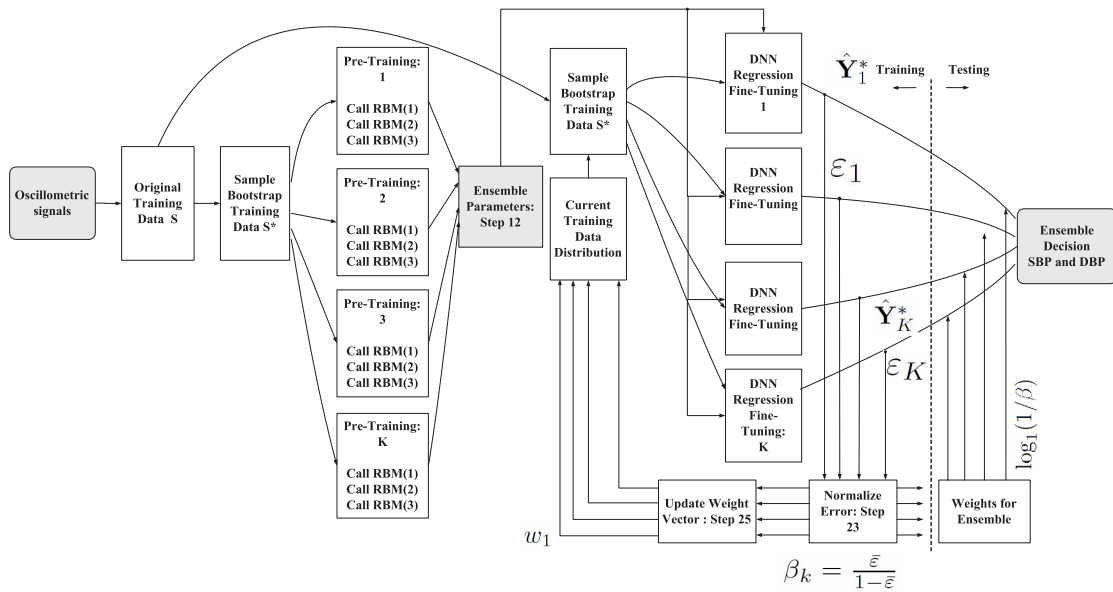 Oscillometric
signals
Original
Training
Data S
Sample
Bootstrap
Training
Data S*
Pre-Training:
1
Call RBM(1)
Call RBM(2)
Call RBM(3)
Pre-Training:
2
Call RBM(1)
Call RBM(2)
Call RBM(3)
Pre-Training:
3
Call RBM(1)
Call RBM(2)
Call RBM(3)
Pre-Training:
K
Call RBM(1)
Call RBM(2)
Call RBM(3)
Ensemble
Parameters:
Step 12
Sample
Bootstrap
Training
Data S*
Current
Training
Data
Distribution
DNN
Regression
Fine-Tuning
1
DNN
Regression
Fine-Tuning
DNN
Regression
Fine-Tuning
DNN
Regression
Fine-
Tuning:
K
Ŷ*₁
ε₁
Ŷ*_K
ε_K
Training
Testing
Ensemble
Decision
SBP and DBP
log₁(1/β)
Update Weight
Vector : Step 25
Normalize
Error: Step
23
Weights for
Ensemble
w₁
β_k = ε̄ / (1−ε̄)